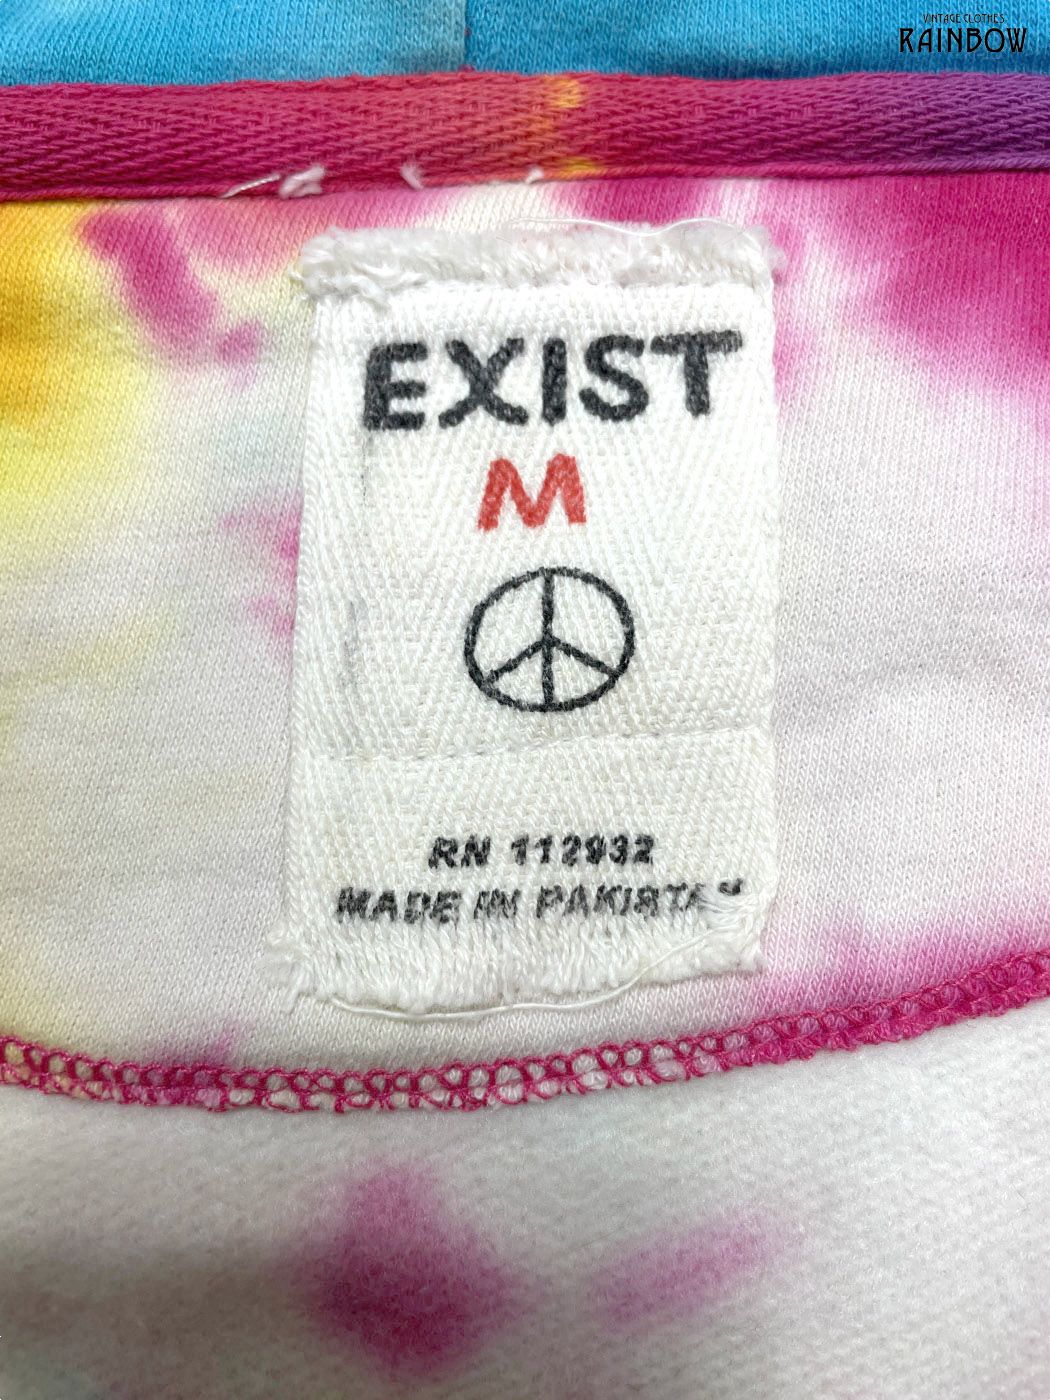 VINTAGE CLOTHES
RAINBOW
EXIST
M
RN 112932
MADE IN PAKISTAN